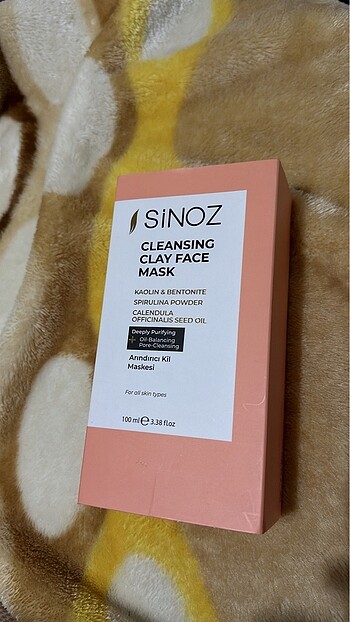 SiNOZ
CLEANSING
CLAY FACE
MASK
KAOLIN & BENTONITE
SPIRULINA POWDER
CALENDULA
OFFICINALIS SEED OIL
Deeply Purifying
+ Oil-Balancing
Pore-Cleansing
Arındırıcı Kil
Maskesi
For all skin types
100 ml ℮ 3.38 fl.oz